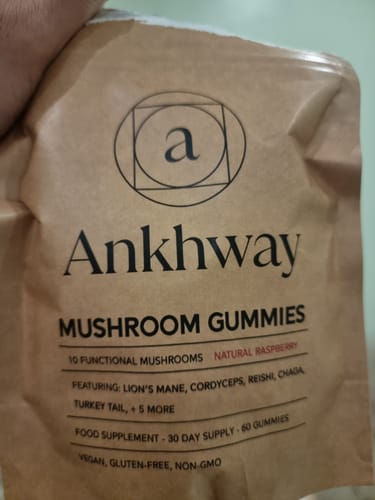 a
Ankhway
MUSHROOM GUMMIES
10 FUNCTIONAL MUSHROOMS NATURAL RASPBERRY
FEATURING: LION'S MANE, CORDYCEPS, REISHI, CHAGA,
TURKEY TAIL, + 5 MORE
FOOD SUPPLEMENT - 30 DAY SUPPLY - 60 GUMMIES
VEGAN, GLUTEN-FREE, NON-GMO